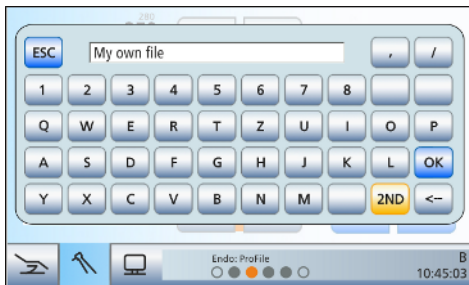 280
ESC My own file , /
1 2 3 4 5 6 7 8
Q W E R T Z U I O P
A S D F G H J K L OK
Y X C V B N M 2ND <–
Endo: ProFile B
10:45:03